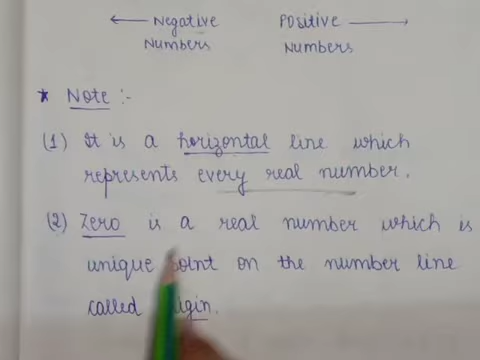 ← Negative Positive →
Numbers Numbers
* Note :-
(1) It is a horizontal line which
represents every real number.
(2) Zero is a real number which is
unique point on the number line
called